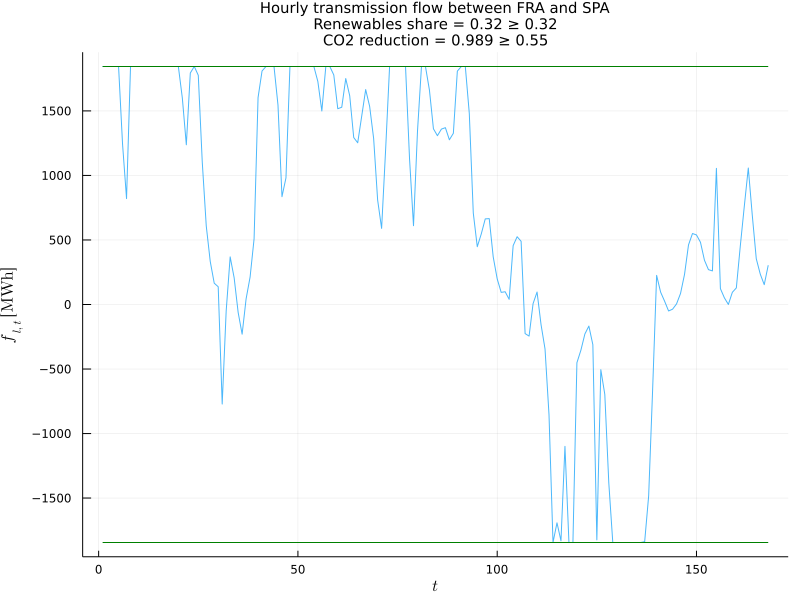 Hourly transmission flow between FRA and SPA
Renewables share = 0.32 ≥ 0.32
CO2 reduction = 0.989 ≥ 0.55
1500
1000
500
0
−500
−1000
−1500
f_{l,t} [MWh]
0
50
100
150
t